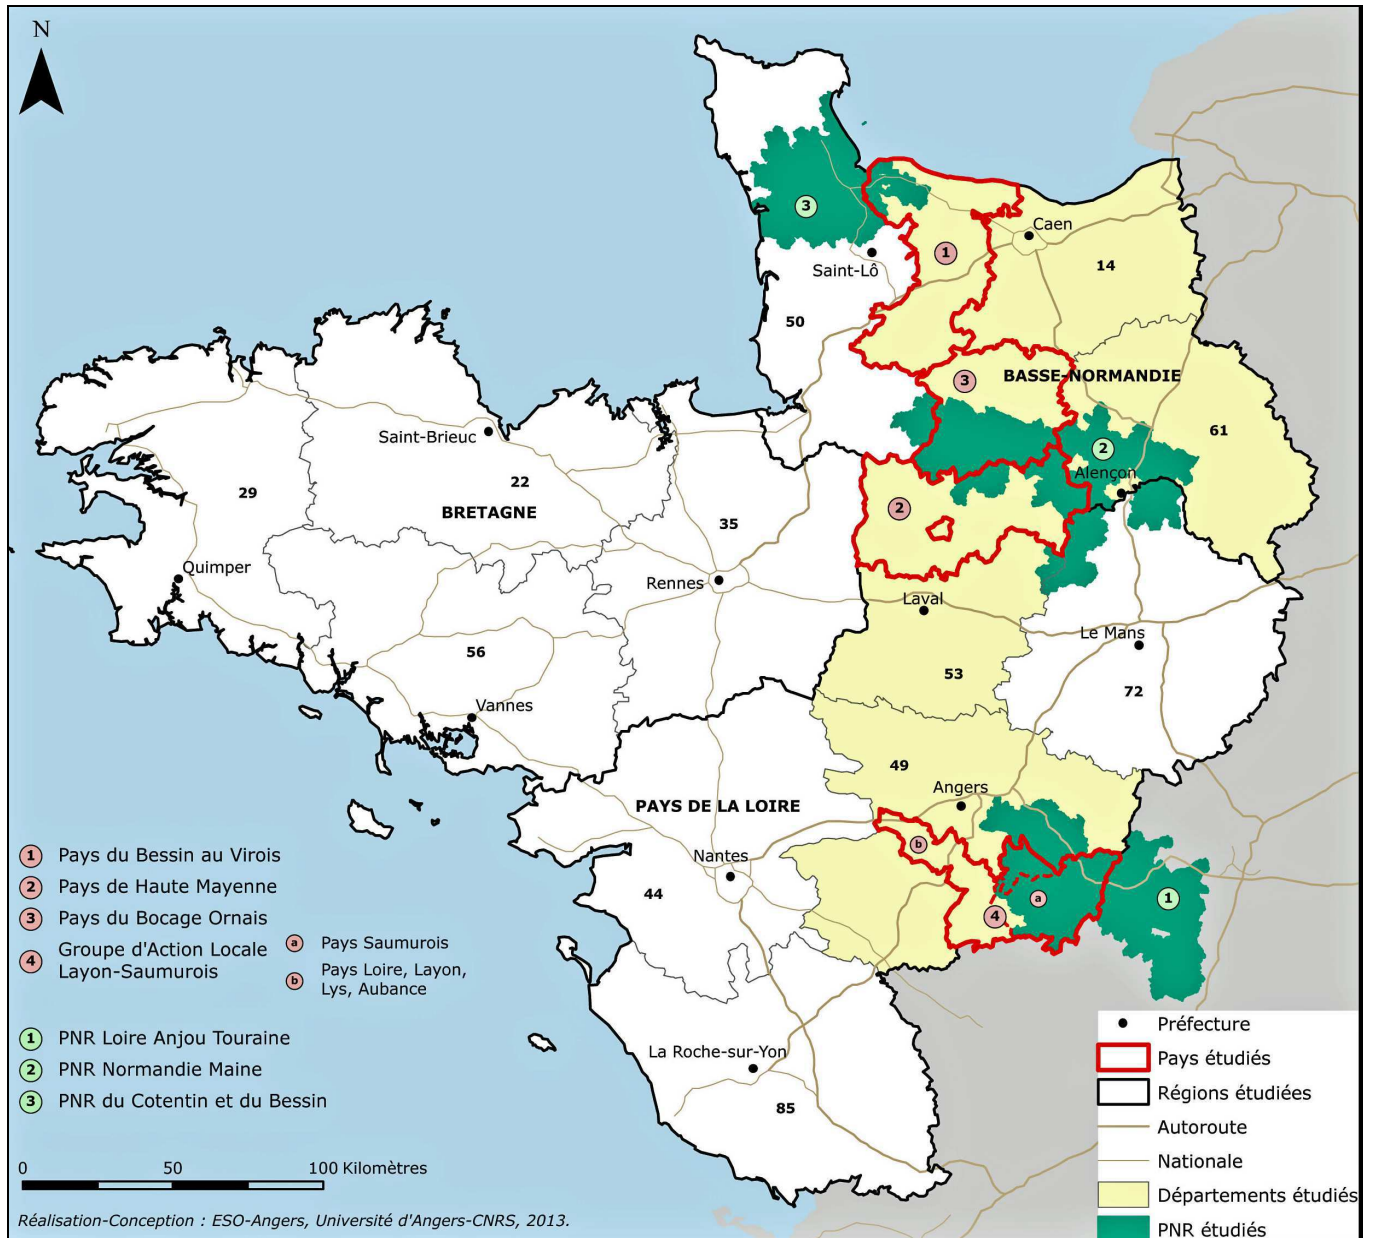 N
3
Caen
1
Saint-Lô
14
50
3
BASSE-NORMANDIE
61
Saint-Brieuc
2
Alençon
29
22
2
BRETAGNE
35
Quimper
Rennes
Laval
Le Mans
56
53
72
Vannes
49
Angers
PAYS DE LA LOIRE
b
Nantes
44
a
1
4
La Roche-sur-Yon
85
1 Pays du Bessin au Virois
2 Pays de Haute Mayenne
3 Pays du Bocage Ornais
4 Groupe d'Action Locale
Layon-Saumurois
a Pays Saumurois
b Pays Loire, Layon,
Lys, Aubance
1 PNR Loire Anjou Touraine
2 PNR Normandie Maine
3 PNR du Cotentin et du Bessin
0 50 100 Kilomètres
Réalisation-Conception : ESO-Angers, Université d'Angers-CNRS, 2013.
Préfecture
Pays étudiés
Régions étudiées
Autoroute
Nationale
Départements étudiés
PNR étudiés